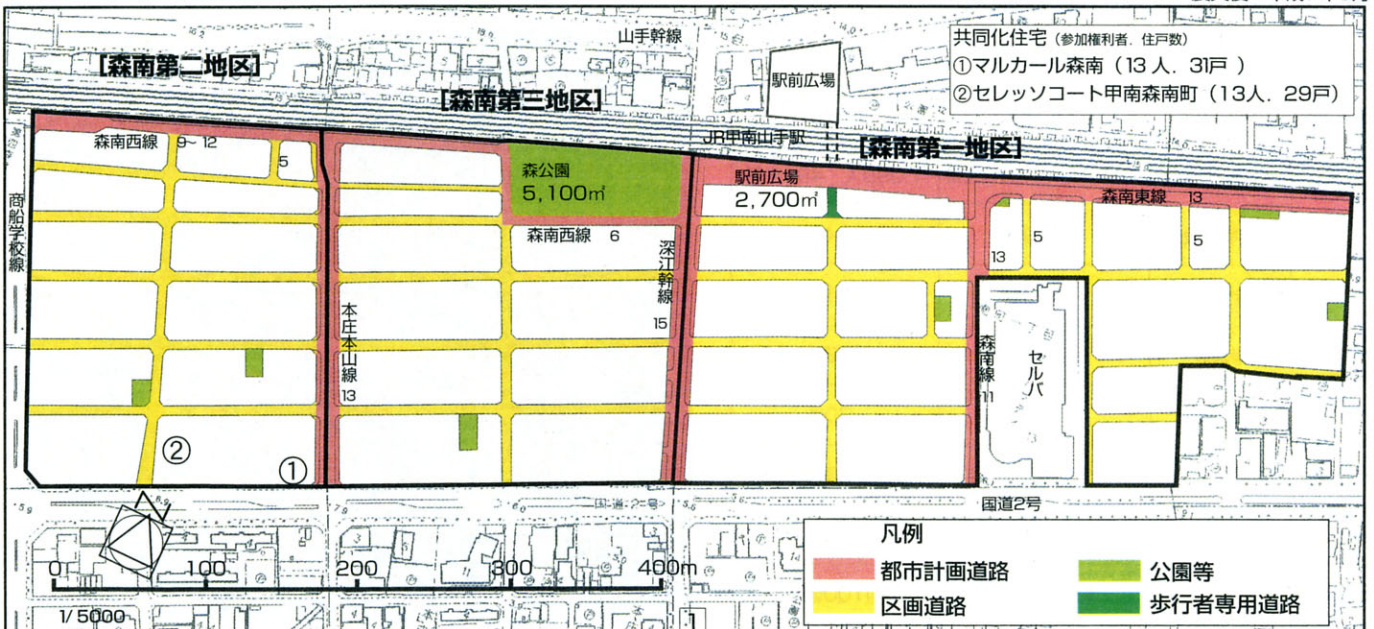 山手幹線
共同化住宅 (参加権利者．住戸数)
①マルカール森南（13 人．31戸 ）
②セレッソコート甲南森南町（13人．29戸）
[森南第二地区]
駅前広場
[森南第三地区]
JR甲南山手駅
[森南第一地区]
森南西線 9～12
5
森公園
5,100㎡
駅前広場
2,700㎡
森南東線 13
商船学校線
森南西線 6
深江幹線
15
13
5
5
本庄本山線
13
森南線
11
セルバ
②
①
国道2号
国道2号
凡例
都市計画道路
公園等
区画道路
歩行者専用道路
0 100 200 300 400m
1/5000